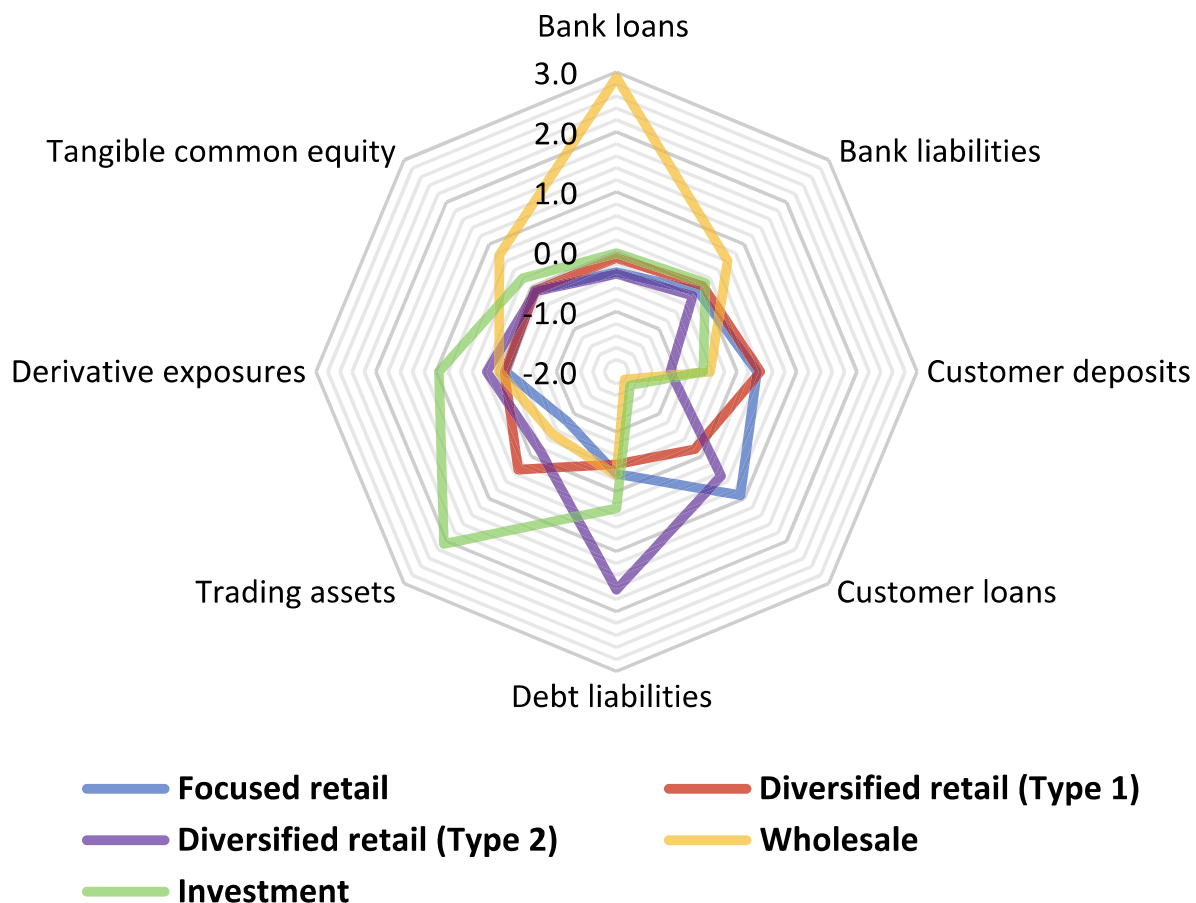 Bank loans
3.0
Tangible common equity
Bank liabilities
2.0
1.0
0.0
-1.0
Derivative exposures
-2.0
Customer deposits
Trading assets
Customer loans
Debt liabilities
Focused retail
Diversified retail (Type 1)
Diversified retail (Type 2)
Wholesale
Investment